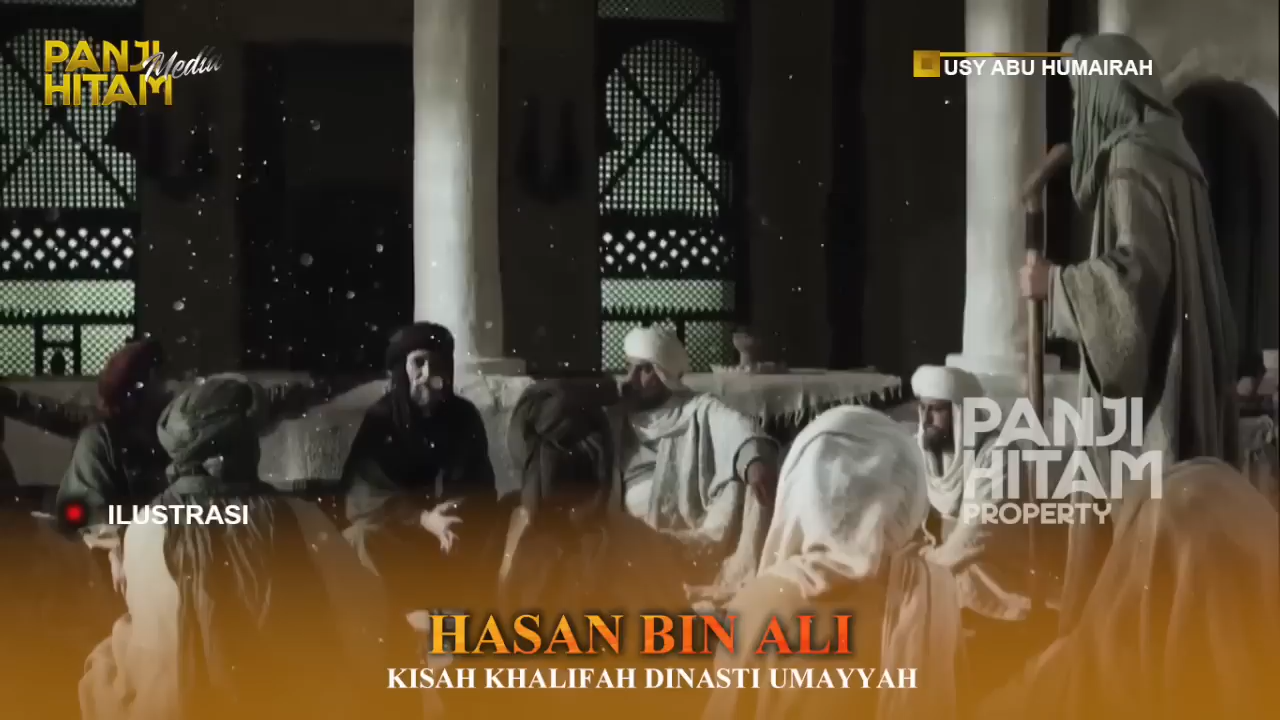 PANJI
HITAM
Media
USY ABU HUMAIRAH
PANJI
HITAM
PROPERTY
ILUSTRASI
HASAN BIN ALI
KISAH KHALIFAH DINASTI UMAYYAH